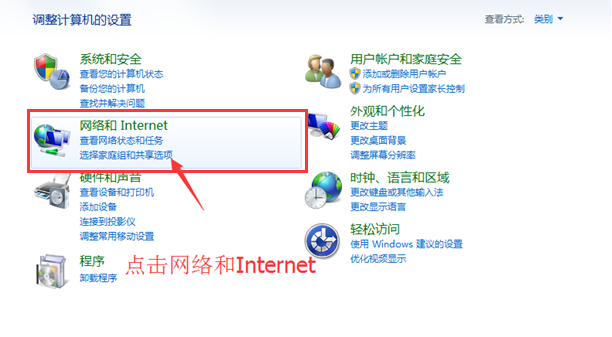 调整计算机的设置
查看方式: 类别
系统和安全
查看您的计算机状态
备份您的计算机
查找并解决问题
网络和 Internet
查看网络状态和任务
选择家庭组和共享选项
硬件和声音
查看设备和打印机
添加设备
连接到投影仪
调整常用移动设置
程序
卸载程序
点击网络和Internet
用户帐户和家庭安全
添加或删除用户帐户
为所有用户设置家长控制
外观和个性化
更改主题
更改桌面背景
调整屏幕分辨率
时钟、语言和区域
更改键盘或其他输入法
更改显示语言
轻松访问
使用 Windows 建议的设置
优化视频显示